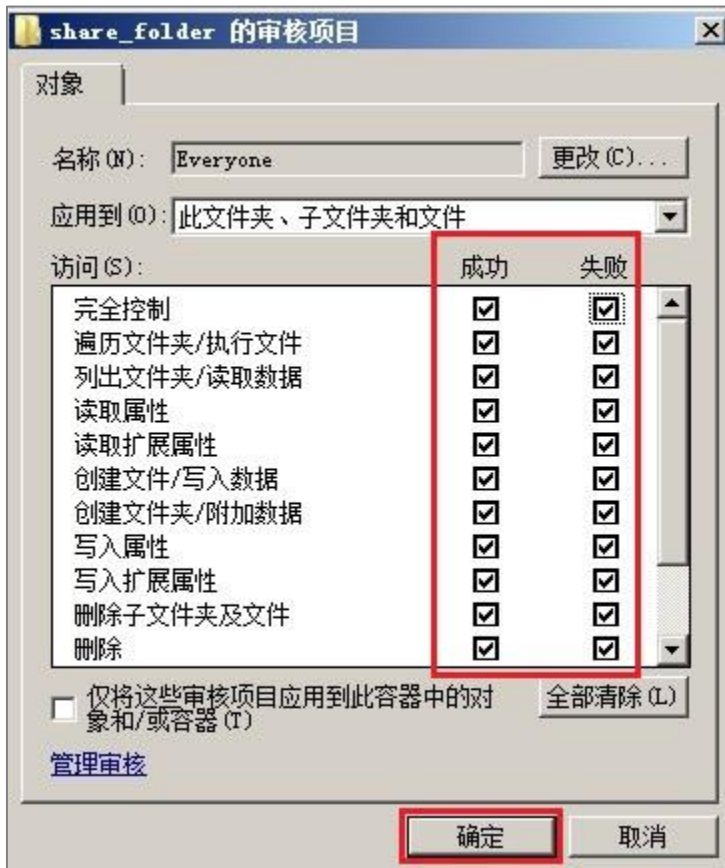 share_folder 的审核项目
对象
名称(N): Everyone 更改(C)...
应用到(O): 此文件夹、子文件夹和文件
访问(S): 成功 失败
完全控制
遍历文件夹/执行文件
列出文件夹/读取数据
读取属性
读取扩展属性
创建文件/写入数据
创建文件夹/附加数据
写入属性
写入扩展属性
删除子文件夹及文件
删除
仅将这些审核项目应用到此容器中的对
象和/或容器(T)
全部清除(L)
管理审核
确定 取消